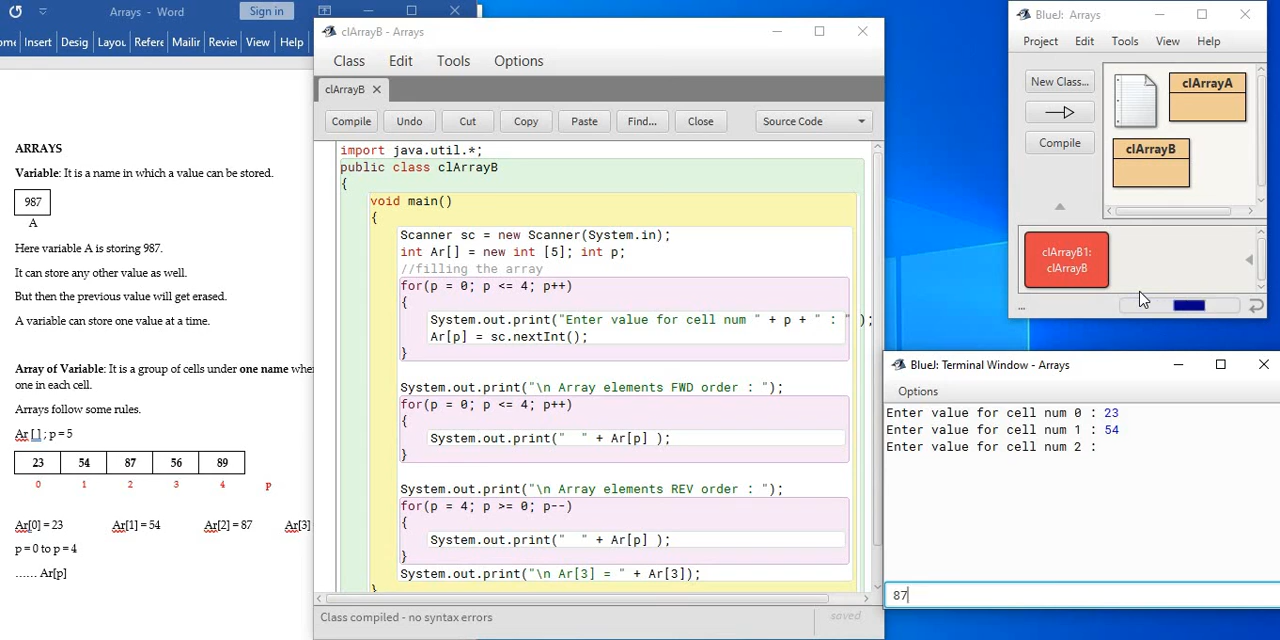 Arrays - Word
Sign in
ome Insert Desig Layou Refere Mailin Review View Help
ARRAYS
Variable: It is a name in which a value can be stored.
987
A
Here variable A is storing 987.
It can store any other value as well.
But then the previous value will get erased.
A variable can store one value at a time.
Array of Variable: It is a group of cells under one name whe
one in each cell.
Arrays follow some rules.
Ar [ ] ; p = 5
23 54 87 56 89
0 1 2 3 4 p
Ar[0] = 23 Ar[1] = 54 Ar[2] = 87 Ar[3]
p = 0 to p = 4
…… Ar[p]
clArrayB - Arrays
Class Edit Tools Options
clArrayB ×
Compile Undo Cut Copy Paste Find... Close Source Code
import java.util.*;
public class clArrayB
{
void main()
{
Scanner sc = new Scanner(System.in);
int Ar[] = new int [5]; int p;
//filling the array
for(p = 0; p <= 4; p++)
{
System.out.print("Enter value for cell num " + p + " : " );
Ar[p] = sc.nextInt();
}
System.out.print("\n Array elements FWD order : ");
for(p = 0; p <= 4; p++)
{
System.out.print("  " + Ar[p] );
}
System.out.print("\n Array elements REV order : ");
for(p = 4; p >= 0; p--)
{
System.out.print("  " + Ar[p] );
}
System.out.print("\n Ar[3] = " + Ar[3]);
}
Class compiled - no syntax errors
saved
BlueJ: Arrays
Project Edit Tools View Help
New Class...
Compile
clArrayA
clArrayB
clArrayB1:
clArrayB
...
BlueJ: Terminal Window - Arrays
Options
Enter value for cell num 0 : 23
Enter value for cell num 1 : 54
Enter value for cell num 2 :
87